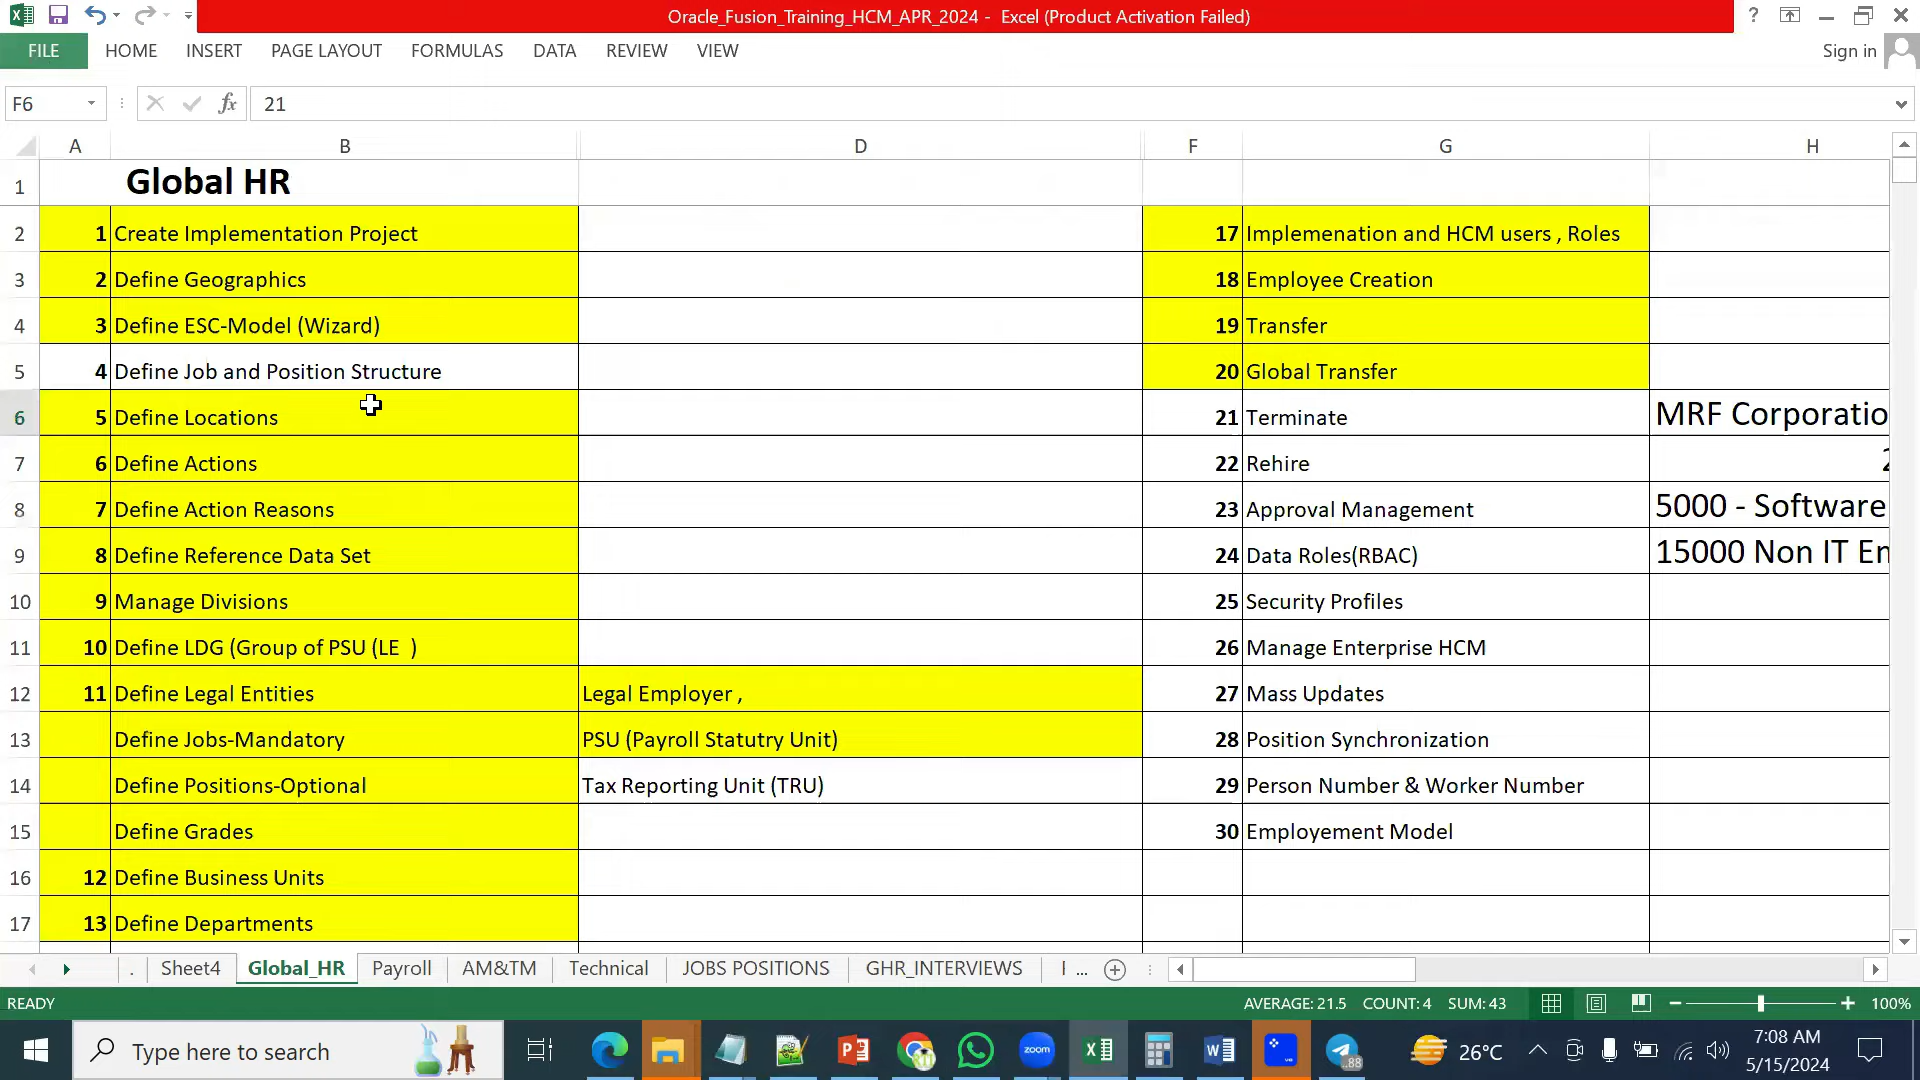 Oracle_Fusion_Training_HCM_APR_2024 - Excel (Product Activation Failed)
?
FILE HOME INSERT PAGE LAYOUT FORMULAS DATA REVIEW VIEW Sign in
F6 fx 21
A B D F G H
1 Global HR
2 1 Create Implementation Project 17 Implemenation and HCM users , Roles
3 2 Define Geographics 18 Employee Creation
4 3 Define ESC-Model (Wizard) 19 Transfer
5 4 Define Job and Position Structure 20 Global Transfer
6 5 Define Locations 21 Terminate MRF Corporatio
7 6 Define Actions 22 Rehire
8 7 Define Action Reasons 23 Approval Management 5000 - Software
9 8 Define Reference Data Set 24 Data Roles(RBAC) 15000 Non IT En
10 9 Manage Divisions 25 Security Profiles
11 10 Define LDG (Group of PSU (LE ) 26 Manage Enterprise HCM
12 11 Define Legal Entities Legal Employer , 27 Mass Updates
13 Define Jobs-Mandatory PSU (Payroll Statutry Unit) 28 Position Synchronization
14 Define Positions-Optional Tax Reporting Unit (TRU) 29 Person Number & Worker Number
15 Define Grades 30 Employement Model
16 12 Define Business Units
17 13 Define Departments
. Sheet4 Global_HR Payroll AM&TM Technical JOBS POSITIONS GHR_INTERVIEWS ...
READY AVERAGE: 21.5 COUNT: 4 SUM: 43 100%
Type here to search zoom 88 26°C 7:08 AM
5/15/2024